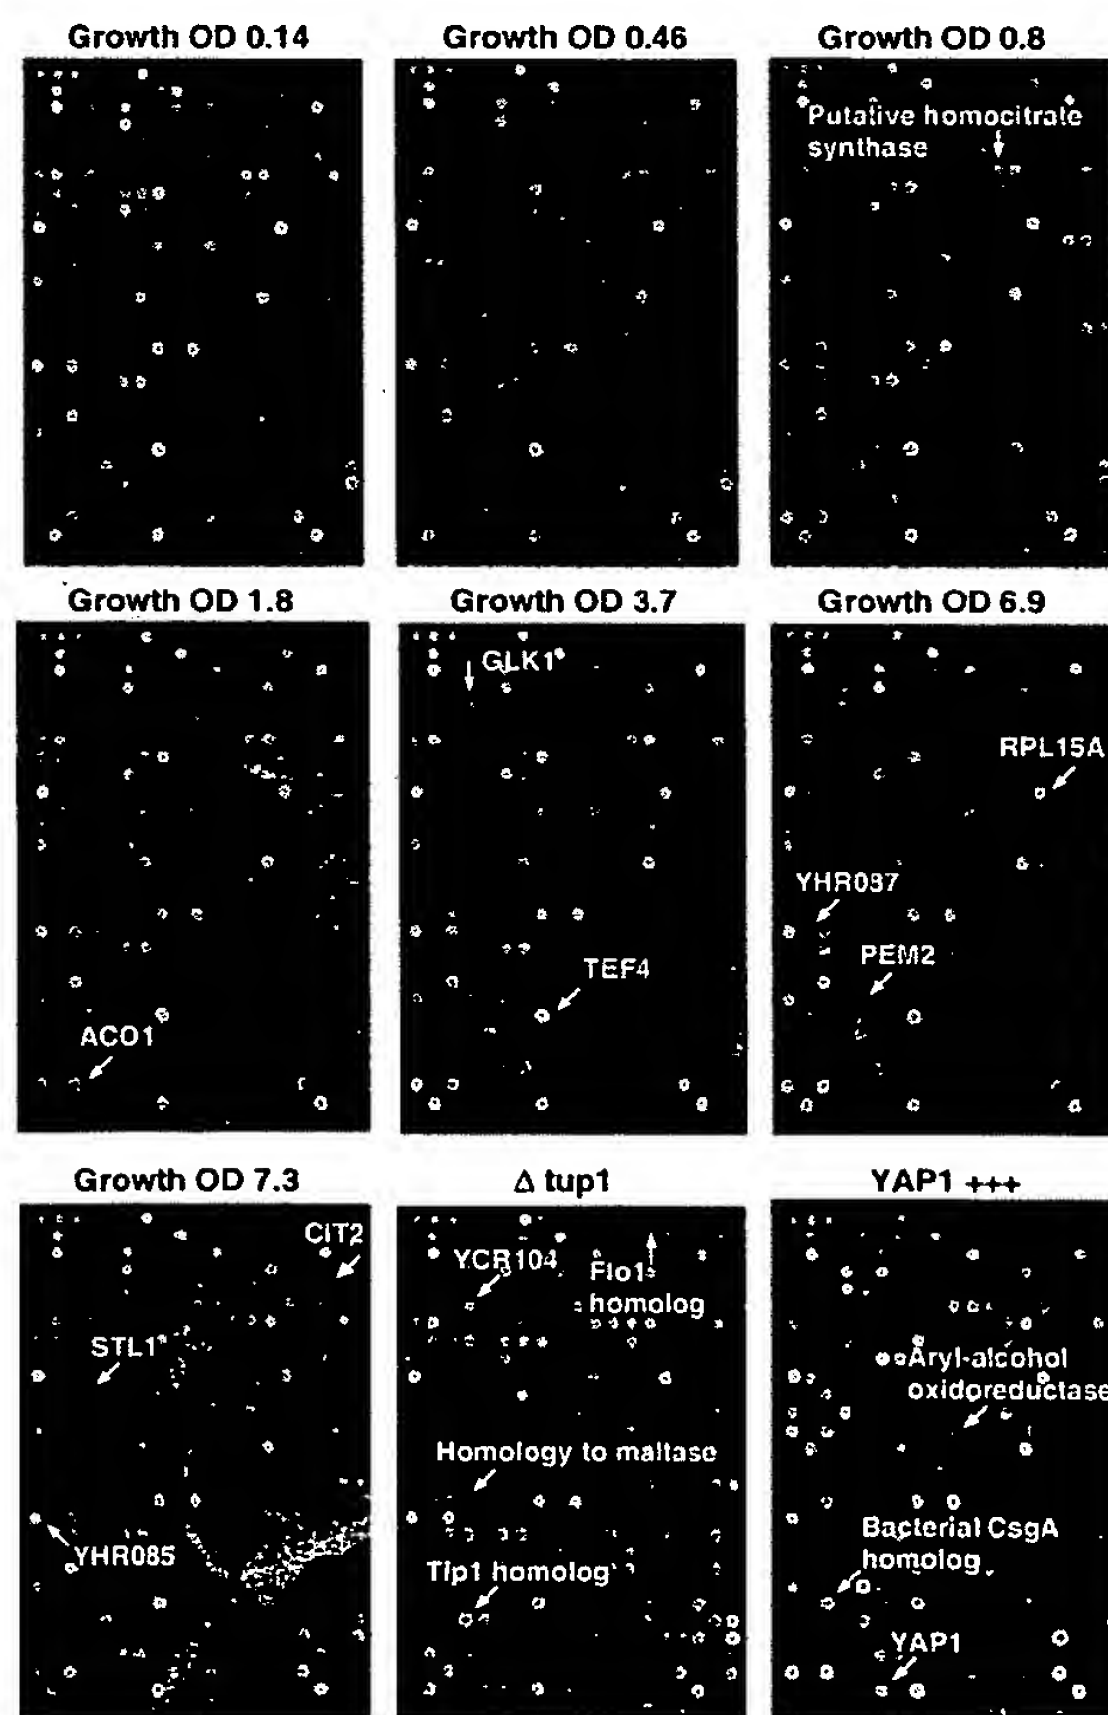 Growth OD 0.14
Growth OD 0.46
Growth OD 0.8
Putative homocitrate
synthase
Growth OD 1.8
Growth OD 3.7
Growth OD 6.9
GLK1
RPL15A
YHR087
PEM2
TEF4
ACO1
Growth OD 7.3
Δ tup1
YAP1 +++
CIT2
YCR104
Flo1
homolog
STL1
Aryl-alcohol
oxidoreductase
Homology to maltase
Bacterial CsgA
homolog
YHR085
Tip1 homolog
YAP1